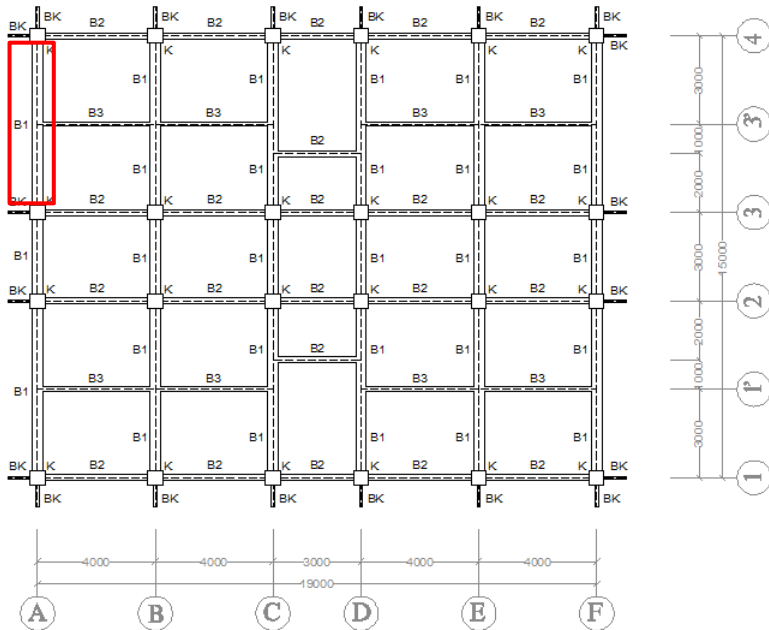 BK BK BK BK BK BK
BK B2 B2 B2 B2 B2 BK
K K K K K K
4
B1 B1 B1 B1 B1
3000
B1 B3 B3 B3 B3
3'
B2
1000
B1 B1 B1 B1 B1
2000
BK K B2 K B2 K B2 K B2 K B2 K BK
3
B1 B1 B1 B1 B1 B1
3000
15000
BK K B2 K B2 K B2 K B2 K B2 K BK
2
2000
B2
B1 B1 B1 B1 B1
B1 B3 B3 B3 B3
1000
1'
B1 B1 B1 B1 B1
3000
BK K B2 K B2 K B2 K B2 K B2 K BK
1
BK BK BK BK BK BK
4000 4000 3000 4000 4000
19000
A B C D E F